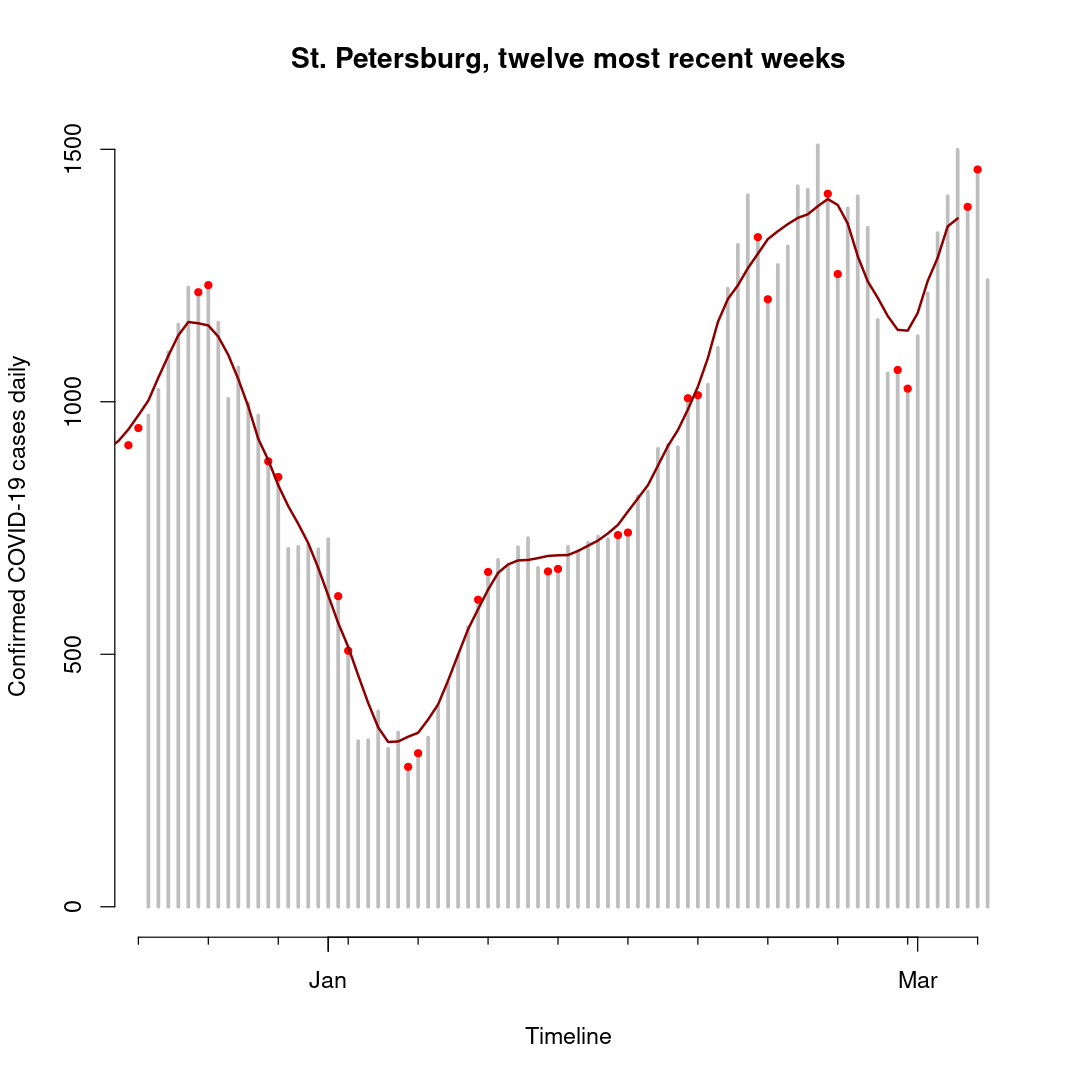 St. Petersburg, twelve most recent weeks
Confirmed COVID-19 cases daily
1500
1000
500
0
Jan
Mar
Timeline